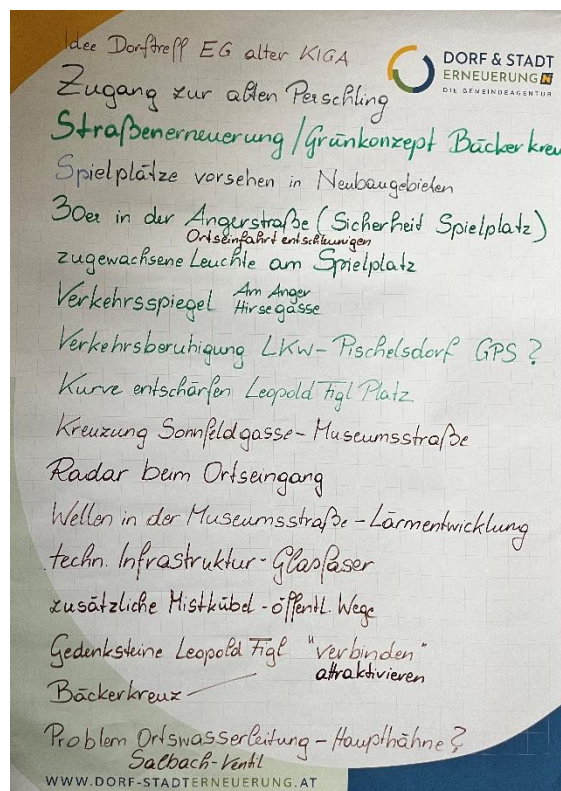 Idee Dorftreff EG alter KIGA
DORF & STADT
ERNEUERUNG N
DIE GEMEINDEAGENTUR
Zugang zur alten Perschling
Straßenerneuerung/Grünkonzept Bäckerkreu
Spielplätze vorsehen in Neubaugebieten
30er in der Angerstraße (Sicherheit Spielplatz)
Ortseinfahrt entschleunigen
zugewachsene Leuchte am Spielplatz
Verkehrsspiegel Am Anger
Hirsegasse
Verkehrsberuhigung LKW-Pischelsdorf GPS?
Kurve entschärfen Leopold Figl Platz
Kreuzung Sonnfeldgasse-Museumsstraße
Radar beim Ortseingang
Wellen in der Museumsstraße-Lärmentwicklung
techn. Infrastruktur-Glasfaser
zusätzliche Mistkübel-öffentl. Wege
Gedenksteine Leopold Figl "verbinden"
attraktivieren
Bäckerkreuz
Problem Ortswasserleitung-Haupthähne?
Salbach-Ventil
WWW.DORF-STADTERNEUERUNG.AT